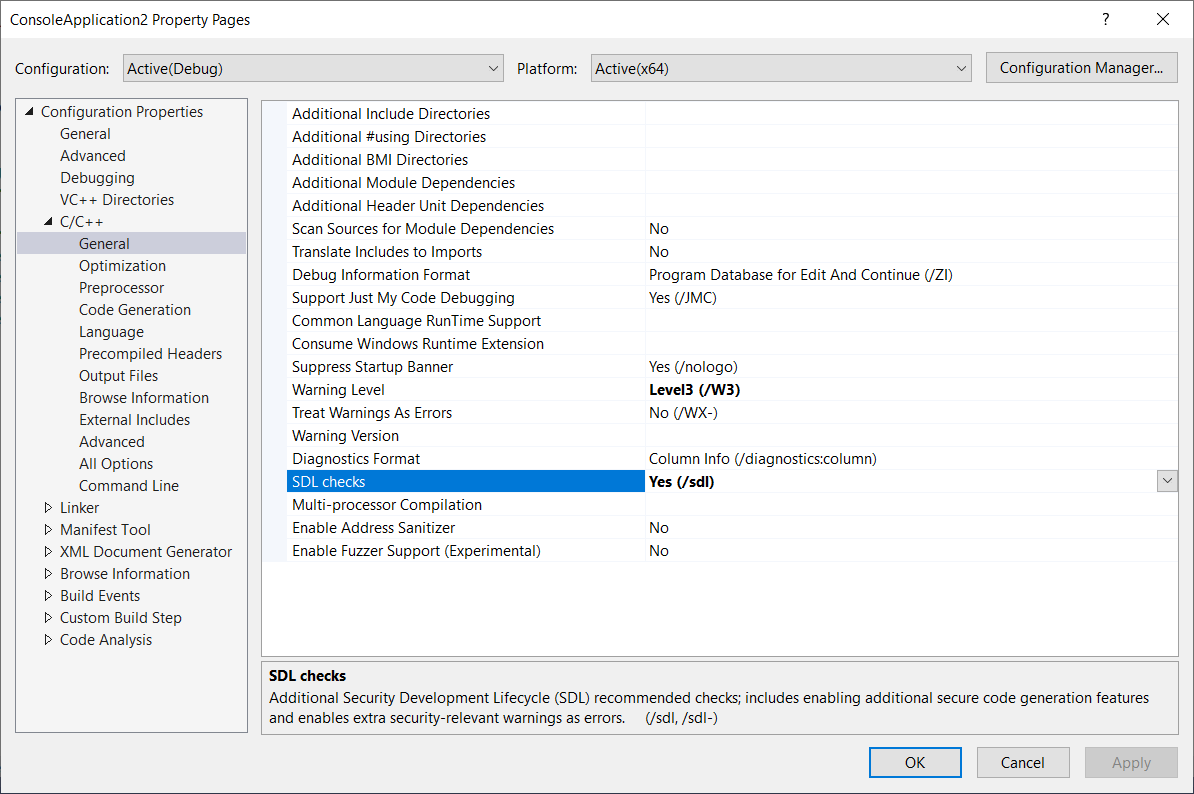 ConsoleApplication2 Property Pages
?
Configuration: Active(Debug) Platform: Active(x64) Configuration Manager...
Configuration Properties
General
Advanced
Debugging
VC++ Directories
C/C++
General
Optimization
Preprocessor
Code Generation
Language
Precompiled Headers
Output Files
Browse Information
External Includes
Advanced
All Options
Command Line
Linker
Manifest Tool
XML Document Generator
Browse Information
Build Events
Custom Build Step
Code Analysis
Additional Include Directories
Additional #using Directories
Additional BMI Directories
Additional Module Dependencies
Additional Header Unit Dependencies
Scan Sources for Module Dependencies No
Translate Includes to Imports No
Debug Information Format Program Database for Edit And Continue (/ZI)
Support Just My Code Debugging Yes (/JMC)
Common Language RunTime Support
Consume Windows Runtime Extension
Suppress Startup Banner Yes (/nologo)
Warning Level Level3 (/W3)
Treat Warnings As Errors No (/WX-)
Warning Version
Diagnostics Format Column Info (/diagnostics:column)
SDL checks Yes (/sdl)
Multi-processor Compilation
Enable Address Sanitizer No
Enable Fuzzer Support (Experimental) No
SDL checks
Additional Security Development Lifecycle (SDL) recommended checks; includes enabling additional secure code generation features
and enables extra security-relevant warnings as errors. (/sdl, /sdl-)
OK Cancel Apply